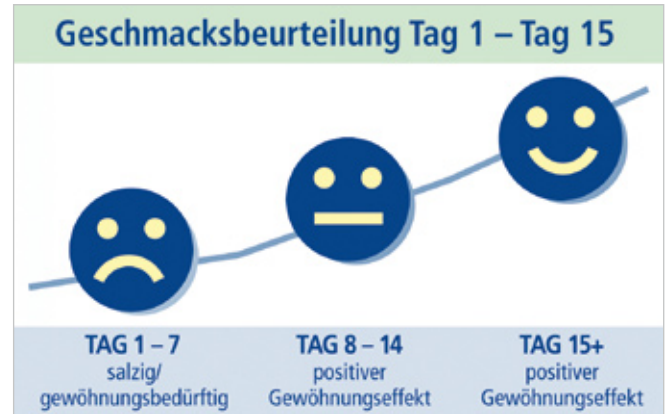 Geschmacksbeurteilung Tag 1 – Tag 15
TAG 1 – 7
salzig/
gewöhnungsbedürftig
TAG 8 – 14
positiver
Gewöhnungseffekt
TAG 15+
positiver
Gewöhnungseffekt